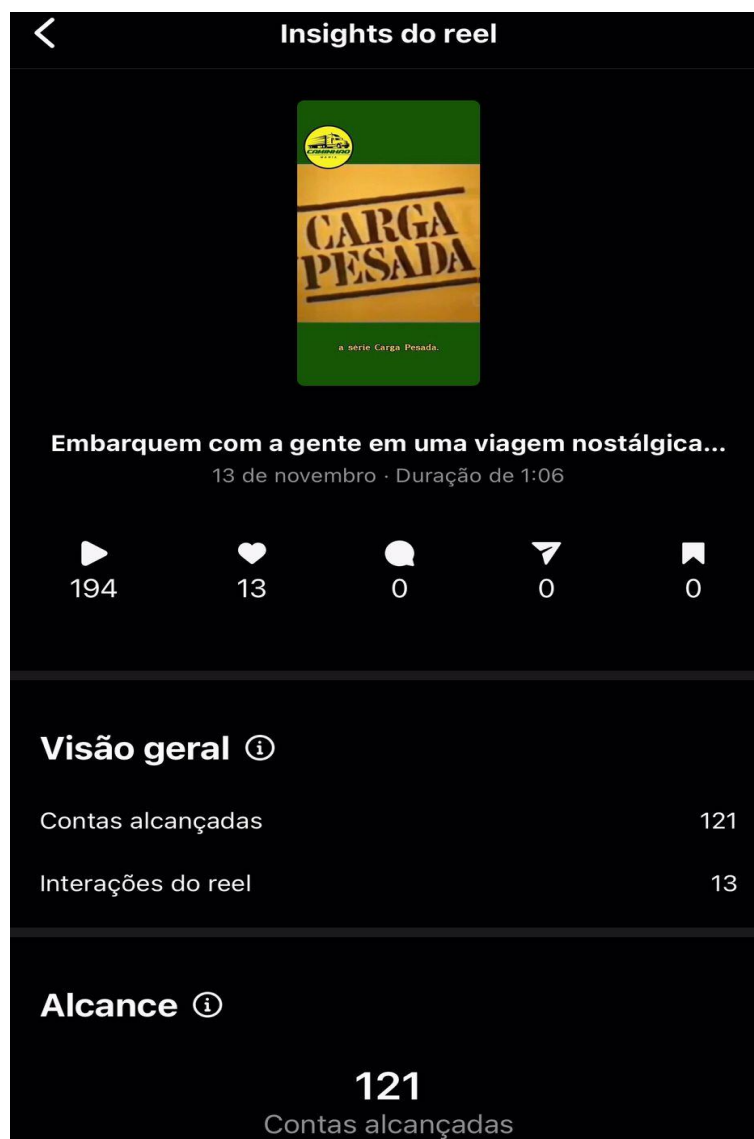 Insights do reel
CAMINHÃO
MANIA
CARGA
PESADA
a série Carga Pesada.
Embarquem com a gente em uma viagem nostálgica...
13 de novembro · Duração de 1:06
194 13 0 0 0
Visão geral
Contas alcançadas 121
Interações do reel 13
Alcance
121
Contas alcançadas